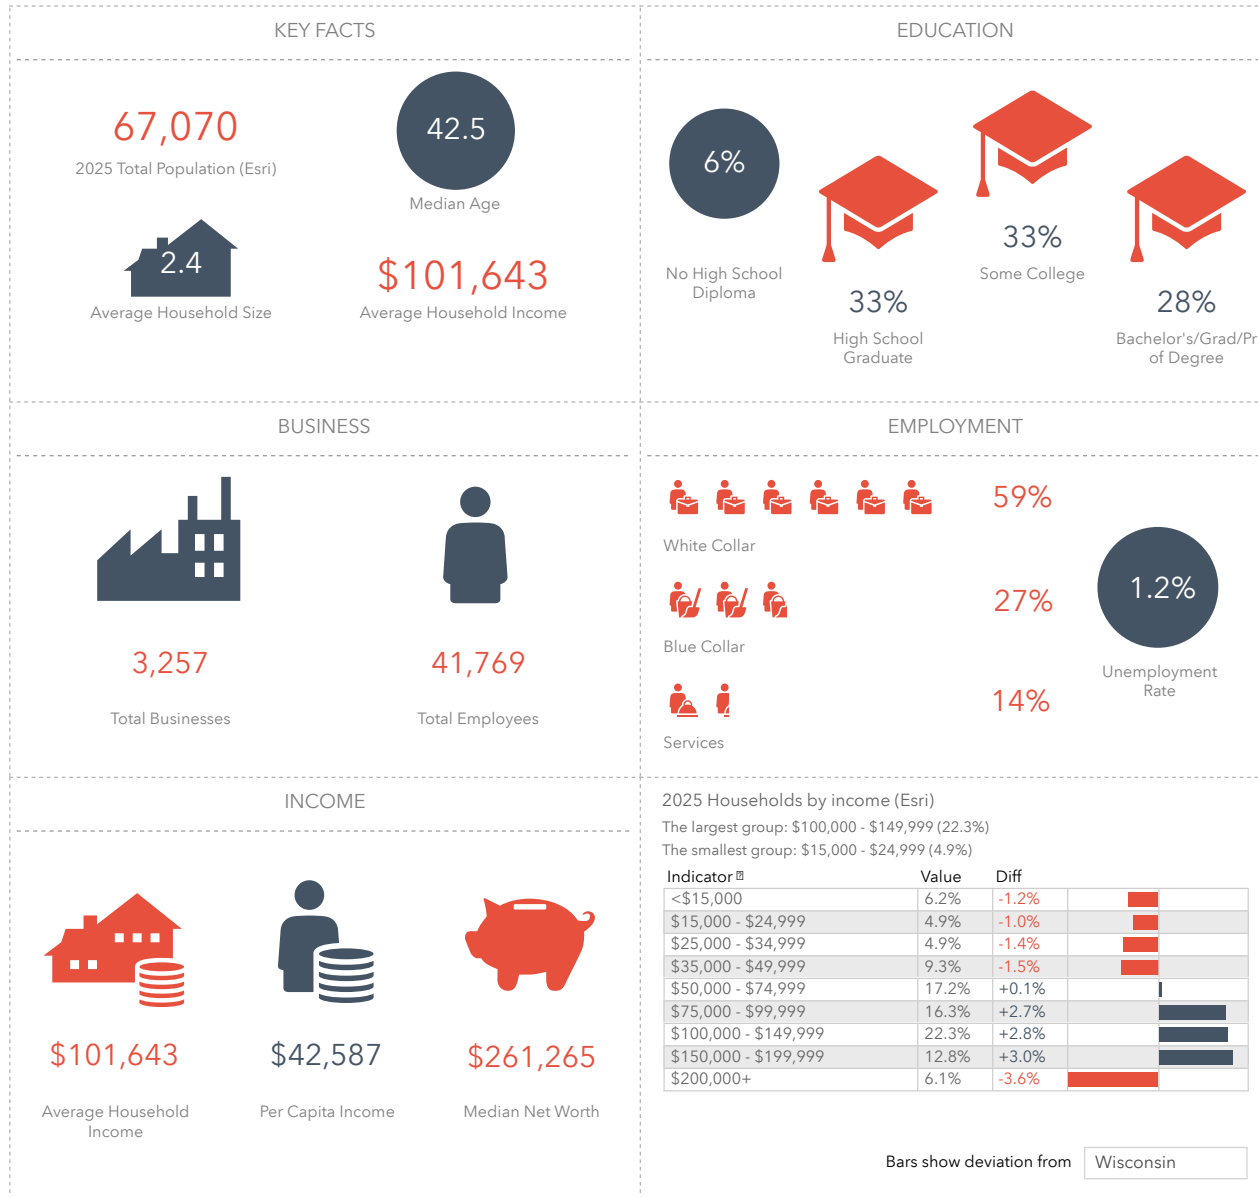 KEY FACTS
67,070
2025 Total Population (Esri)
42.5
Median Age
2.4
Average Household Size
$101,643
Average Household Income
EDUCATION
6%
No High School
Diploma
33%
High School
Graduate
33%
Some College
28%
Bachelor's/Grad/Pr
of Degree
BUSINESS
3,257
Total Businesses
41,769
Total Employees
EMPLOYMENT
59%
White Collar
27%
Blue Collar
14%
Services
1.2%
Unemployment
Rate
INCOME
$101,643
Average Household
Income
$42,587
Per Capita Income
$261,265
Median Net Worth
2025 Households by income (Esri)
The largest group: $100,000 - $149,999 (22.3%)
The smallest group: $15,000 - $24,999 (4.9%)
Indicator Value Diff
<$15,000 6.2% -1.2%
$15,000 - $24,999 4.9% -1.0%
$25,000 - $34,999 4.9% -1.4%
$35,000 - $49,999 9.3% -1.5%
$50,000 - $74,999 17.2% +0.1%
$75,000 - $99,999 16.3% +2.7%
$100,000 - $149,999 22.3% +2.8%
$150,000 - $199,999 12.8% +3.0%
$200,000+ 6.1% -3.6%
Bars show deviation from Wisconsin